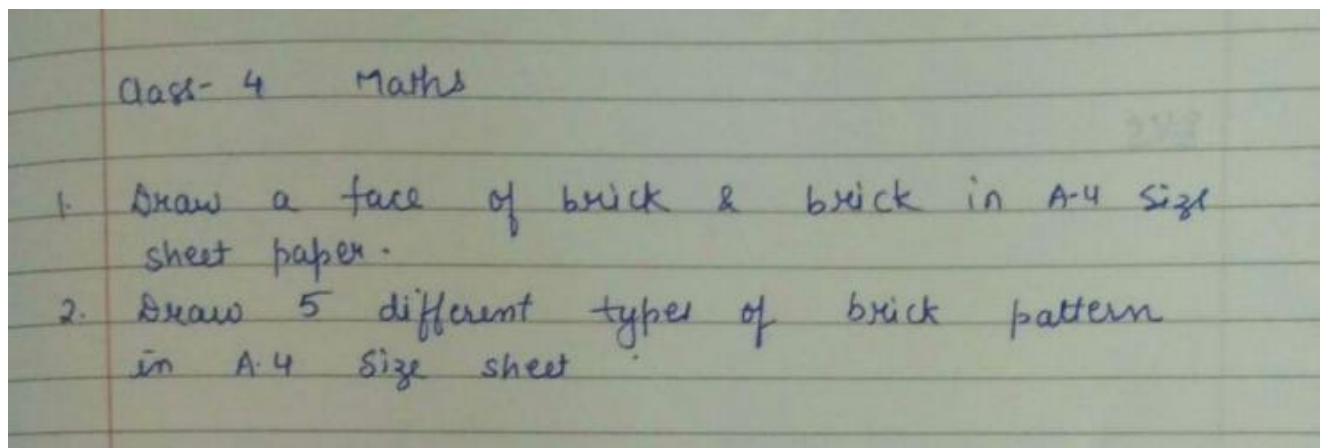 Class- 4 Maths
1. Draw a face of brick & brick in A-4 Size
sheet paper.
2. Draw 5 different types of brick pattern
in A.4 Size sheet